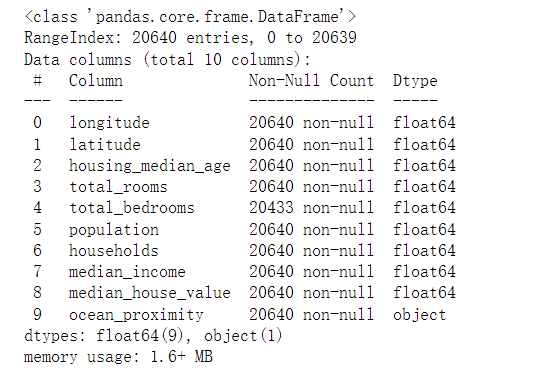 <class 'pandas.core.frame.DataFrame'>
RangeIndex: 20640 entries, 0 to 20639
Data columns (total 10 columns):
 #   Column              Non-Null Count  Dtype
---  ------              --------------  -----
 0   longitude           20640 non-null  float64
 1   latitude            20640 non-null  float64
 2   housing_median_age  20640 non-null  float64
 3   total_rooms         20640 non-null  float64
 4   total_bedrooms      20433 non-null  float64
 5   population          20640 non-null  float64
 6   households          20640 non-null  float64
 7   median_income       20640 non-null  float64
 8   median_house_value  20640 non-null  float64
 9   ocean_proximity     20640 non-null  object
dtypes: float64(9), object(1)
memory usage: 1.6+ MB